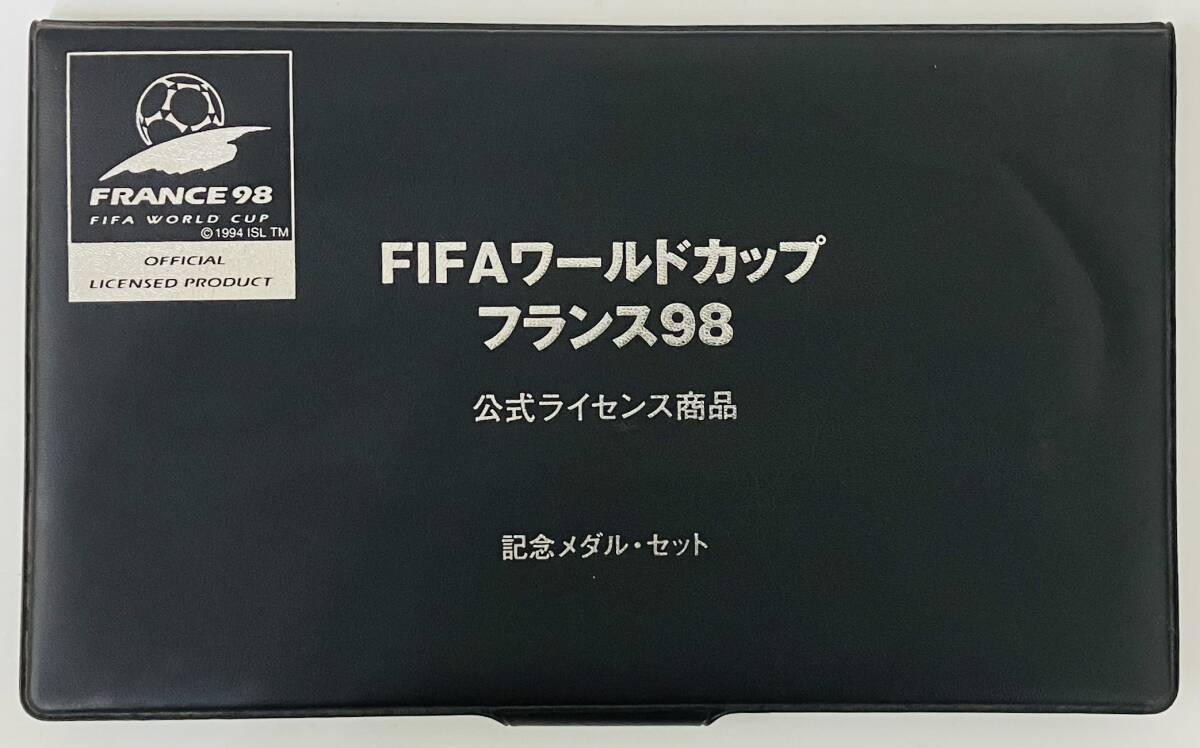 FRANCE 98
FIFA WORLD CUP
©1994 ISL TM
OFFICIAL
LICENSED PRODUCT
FIFAワールドカップ
フランス98
公式ライセンス商品
記念メダル・セット